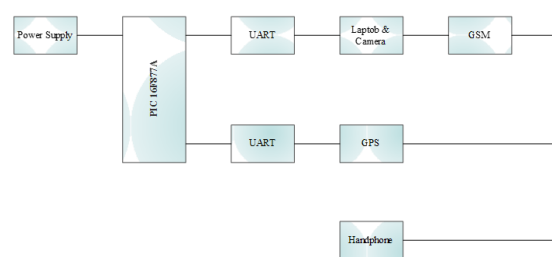 Power Supply
PIC 16F877A
UART
Laptob &
Camera
GSM
UART
GPS
Handphone